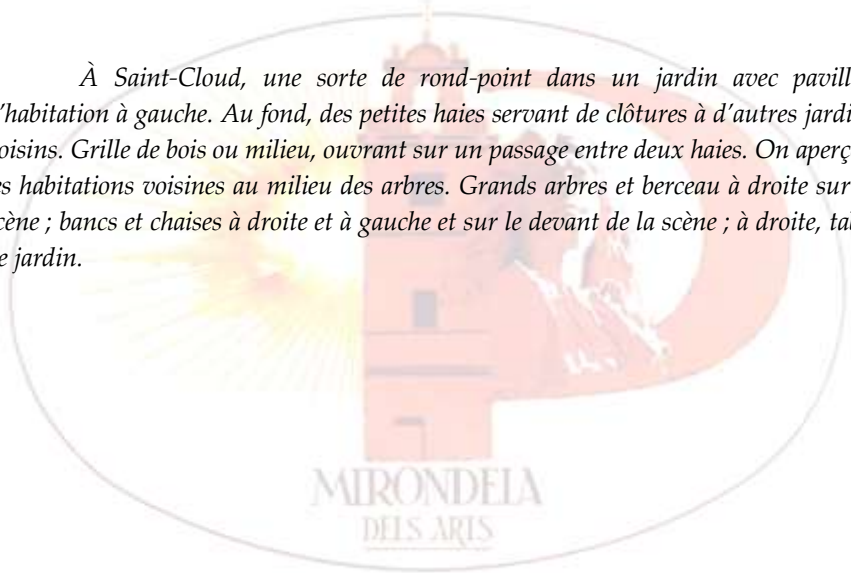 À Saint-Cloud, une sorte de rond-point dans un jardin avec pavill
'habitation à gauche. Au fond, des petites haies servant de clôtures à d'autres jardi
oisins. Grille de bois ou milieu, ouvrant sur un passage entre deux haies. On aperç
es habitations voisines au milieu des arbres. Grands arbres et berceau à droite sur
cène ; bancs et chaises à droite et à gauche et sur le devant de la scène ; à droite, tal
e jardin.
MIRONDELA
DELS ARTS